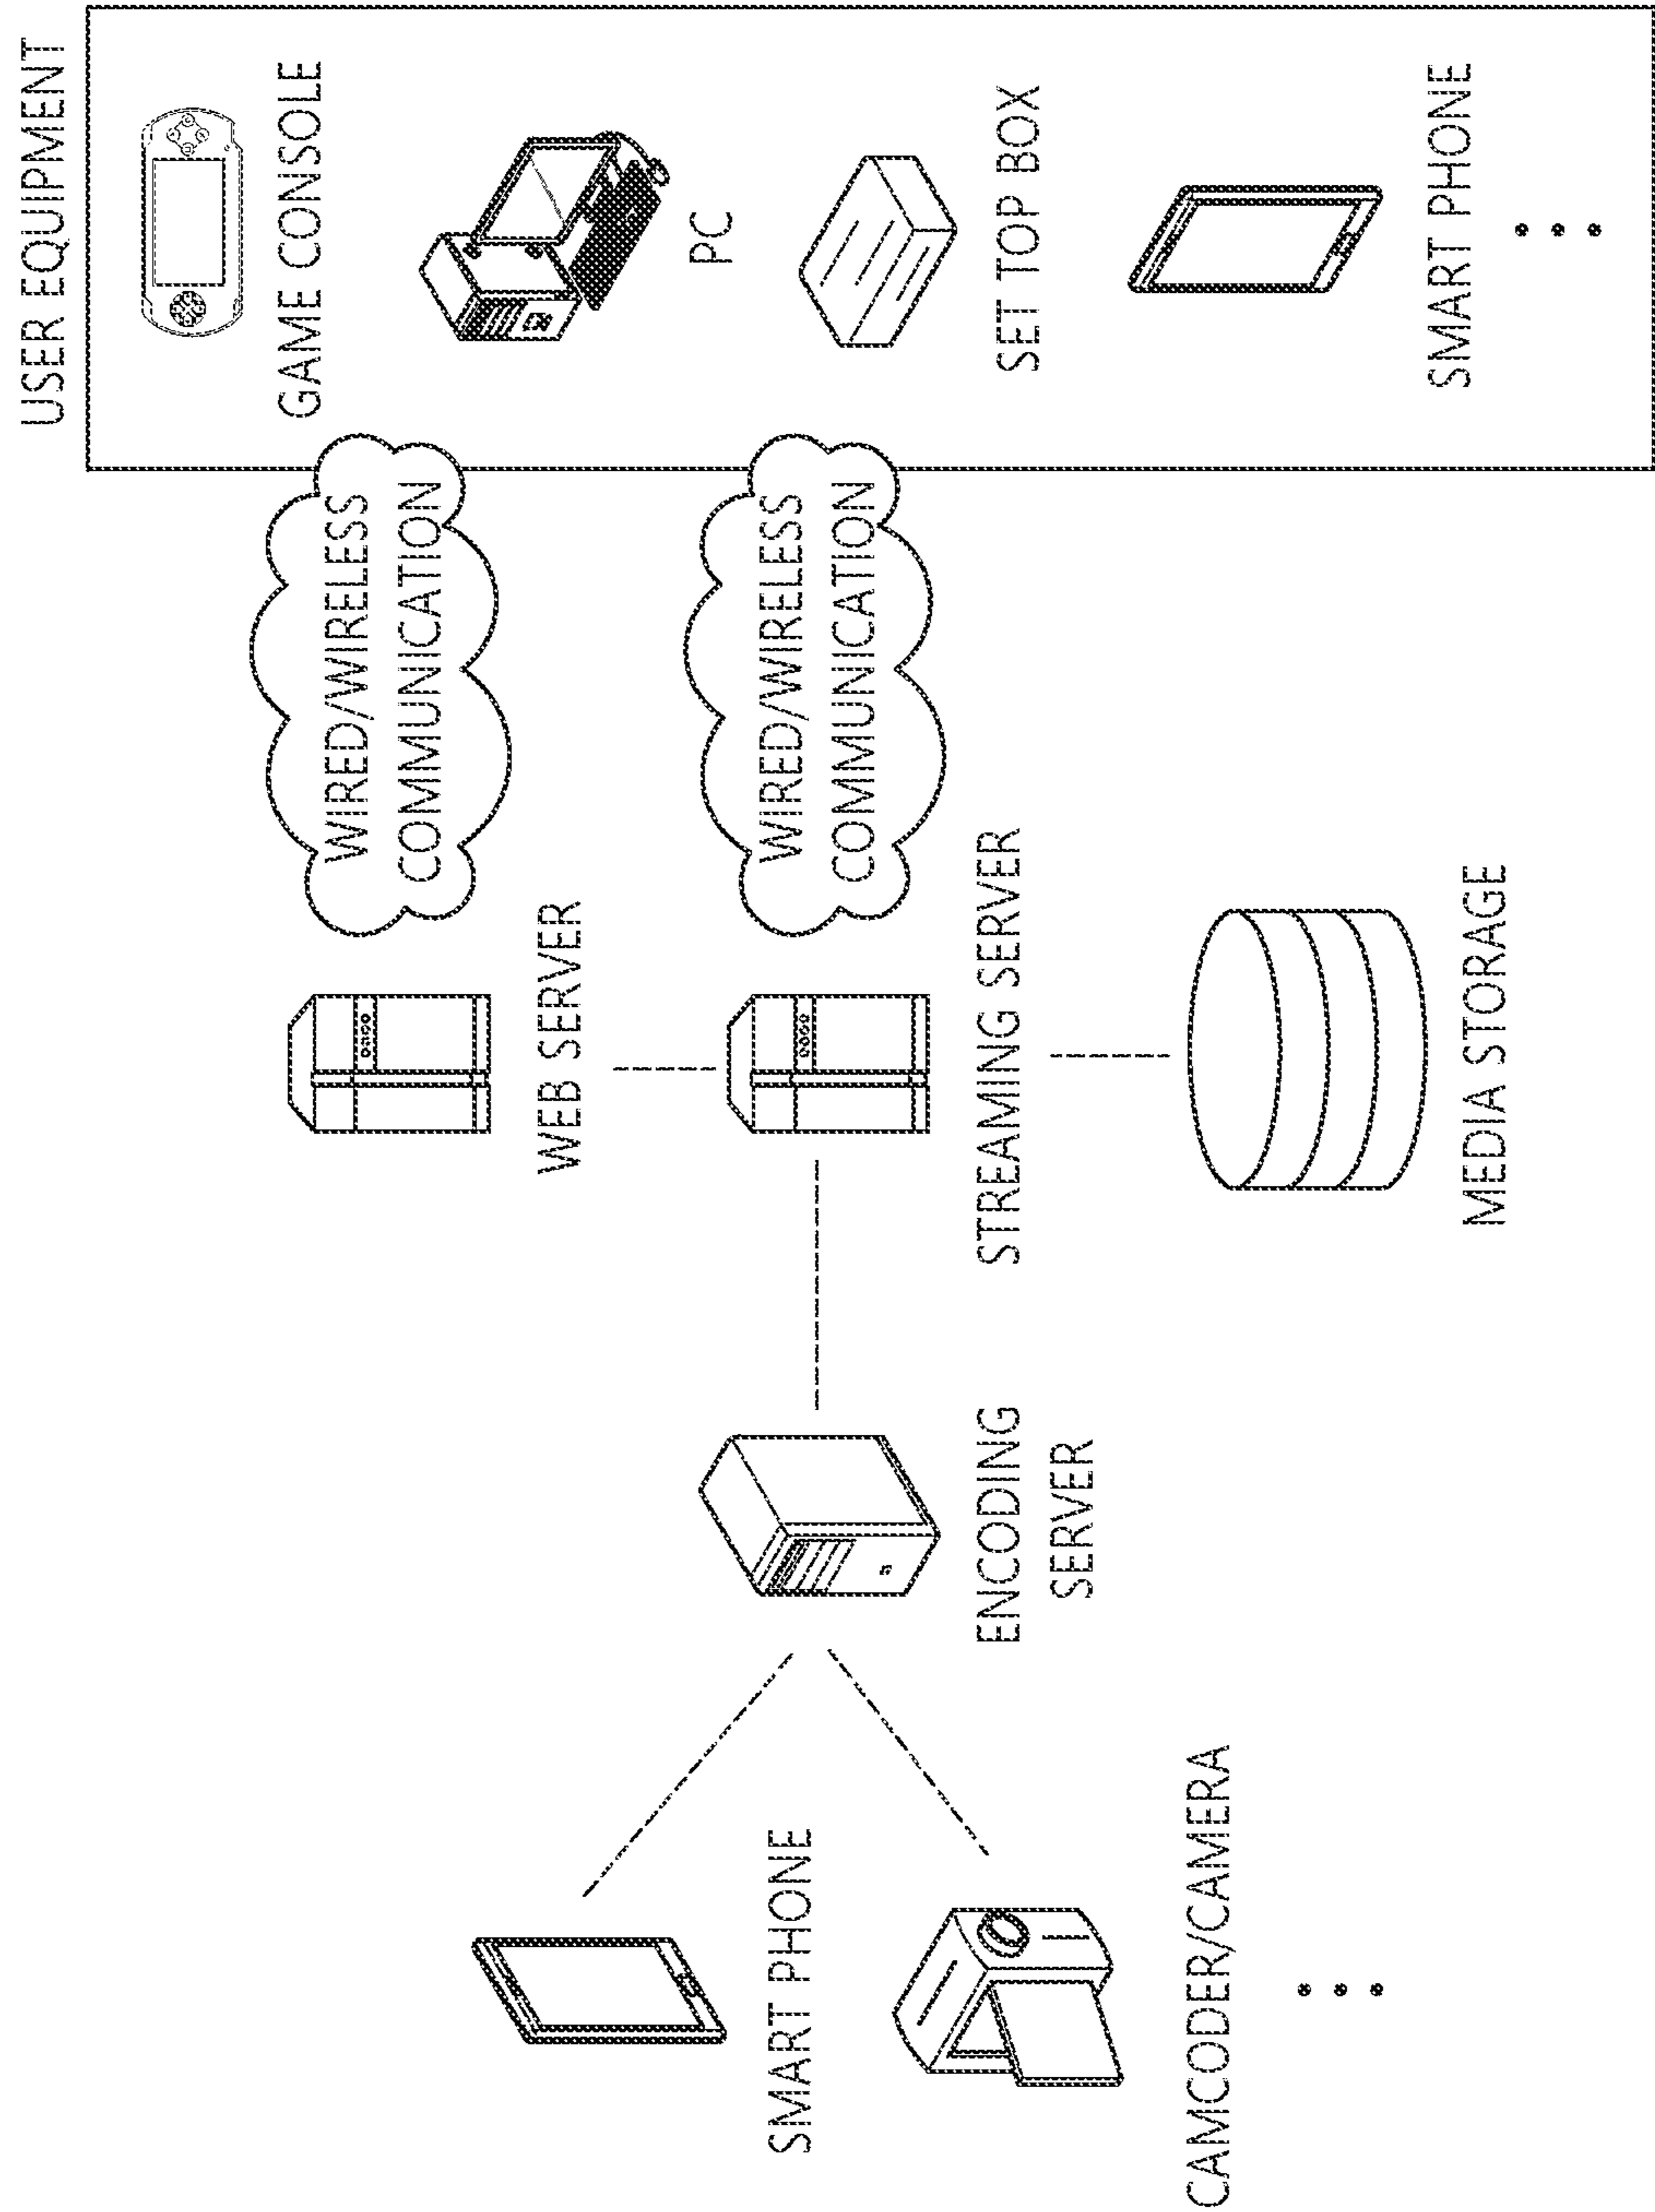 USER EQUIPMENT
GAME CONSOLE
PC
SET TOP BOX
SMART PHONE
WIRED/WIRELESS
COMMUNICATION
WIRED/WIRELESS
COMMUNICATION
WEB SERVER
STREAMING SERVER
MEDIA STORAGE
ENCODING
SERVER
SMART PHONE
CAMCODER/CAMERA